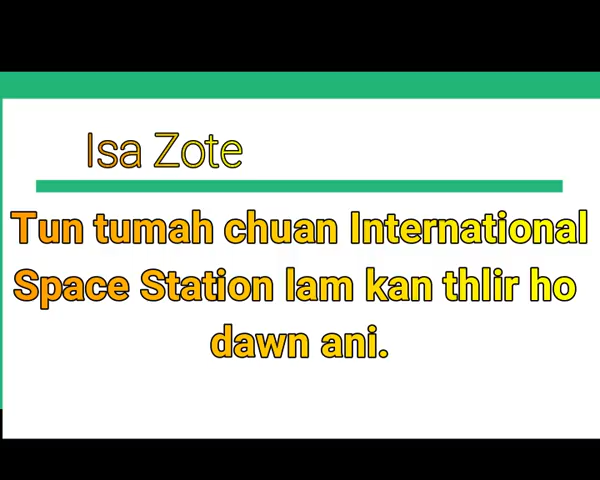 Isa Zote
Tun tumah chuan International
Space Station lam kan thlir ho
dawn ani.